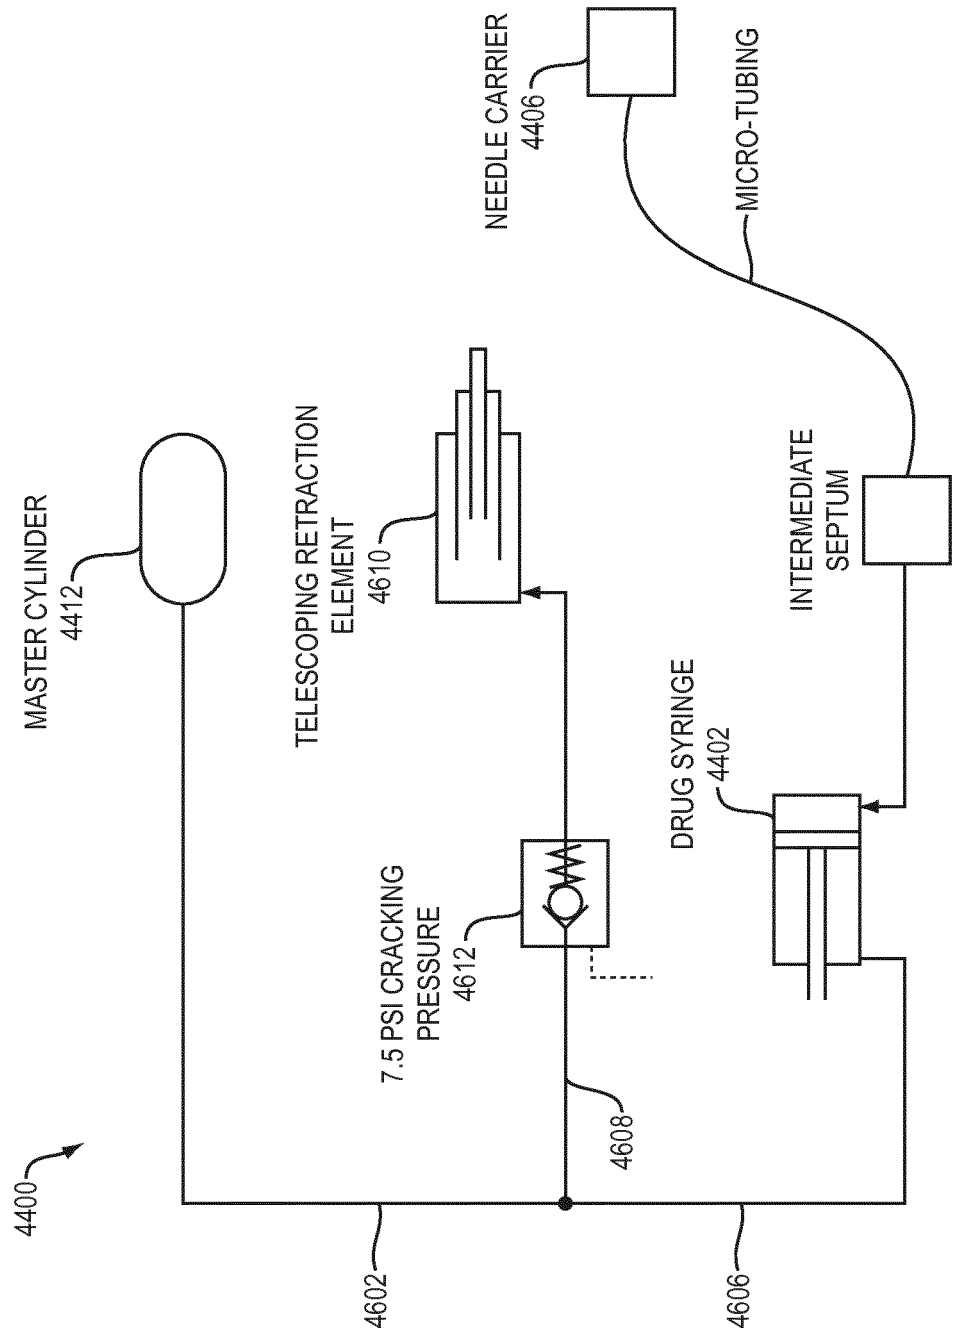 4400
MASTER CYLINDER
4412
4602
TELESCOPING RETRACTION
ELEMENT
4610
7.5 PSI CRACKING
PRESSURE
4612
4608
NEEDLE CARRIER
4406
DRUG SYRINGE
4402
INTERMEDIATE
SEPTUM
MICRO-TUBING
4606